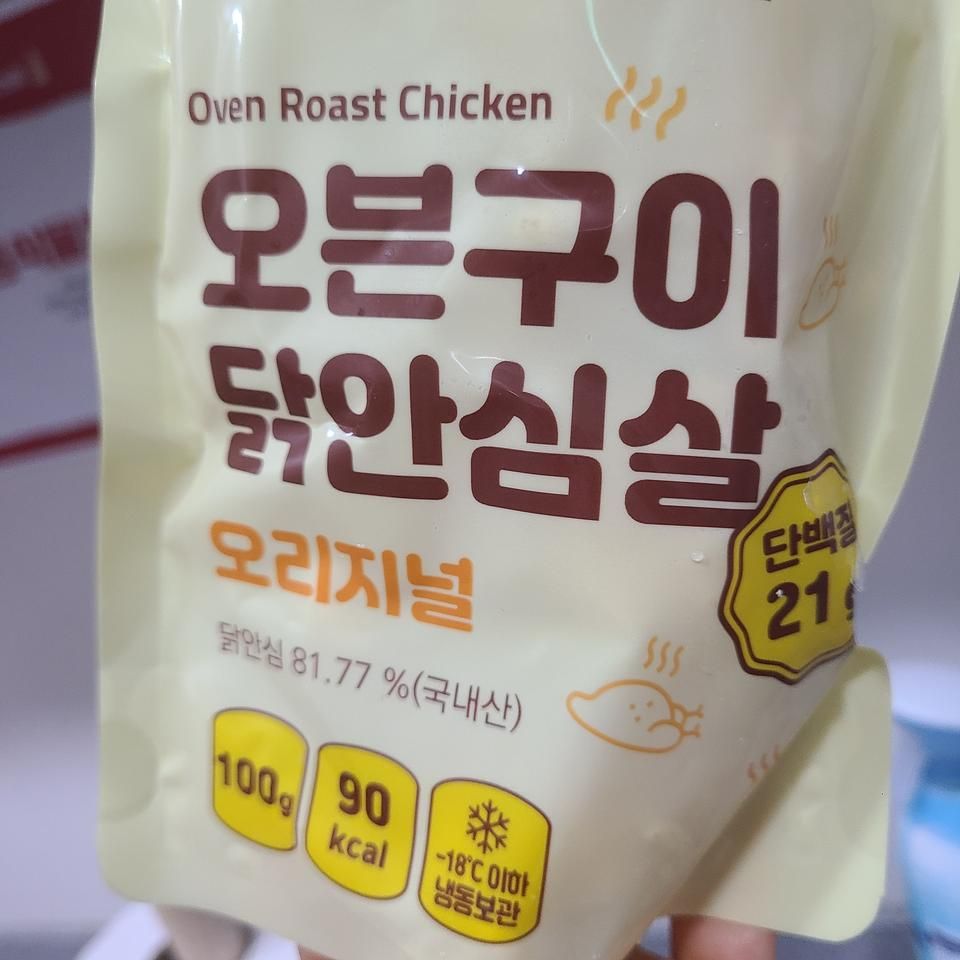 Oven Roast Chicken
오븐구이
닭안심살
단백질
21
오리지널
닭안심 81.77 %(국내산)
100g
90
kcal
-18℃ 이하
냉동보관